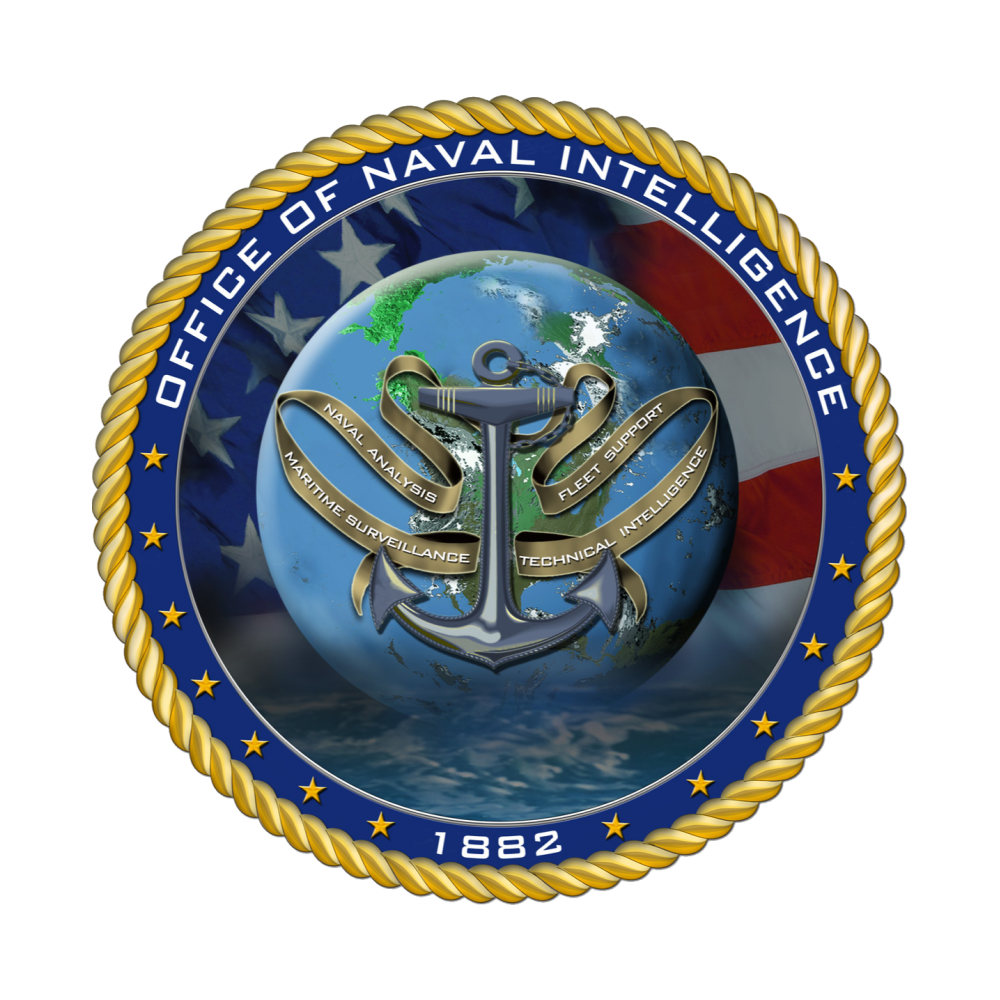 OFFICE OF NAVAL INTELLIGENCE
NAVAL ANALYSIS
FLEET SUPPORT
MARITIME SURVEILLANCE
TECHNICAL INTELLIGENCE
1882